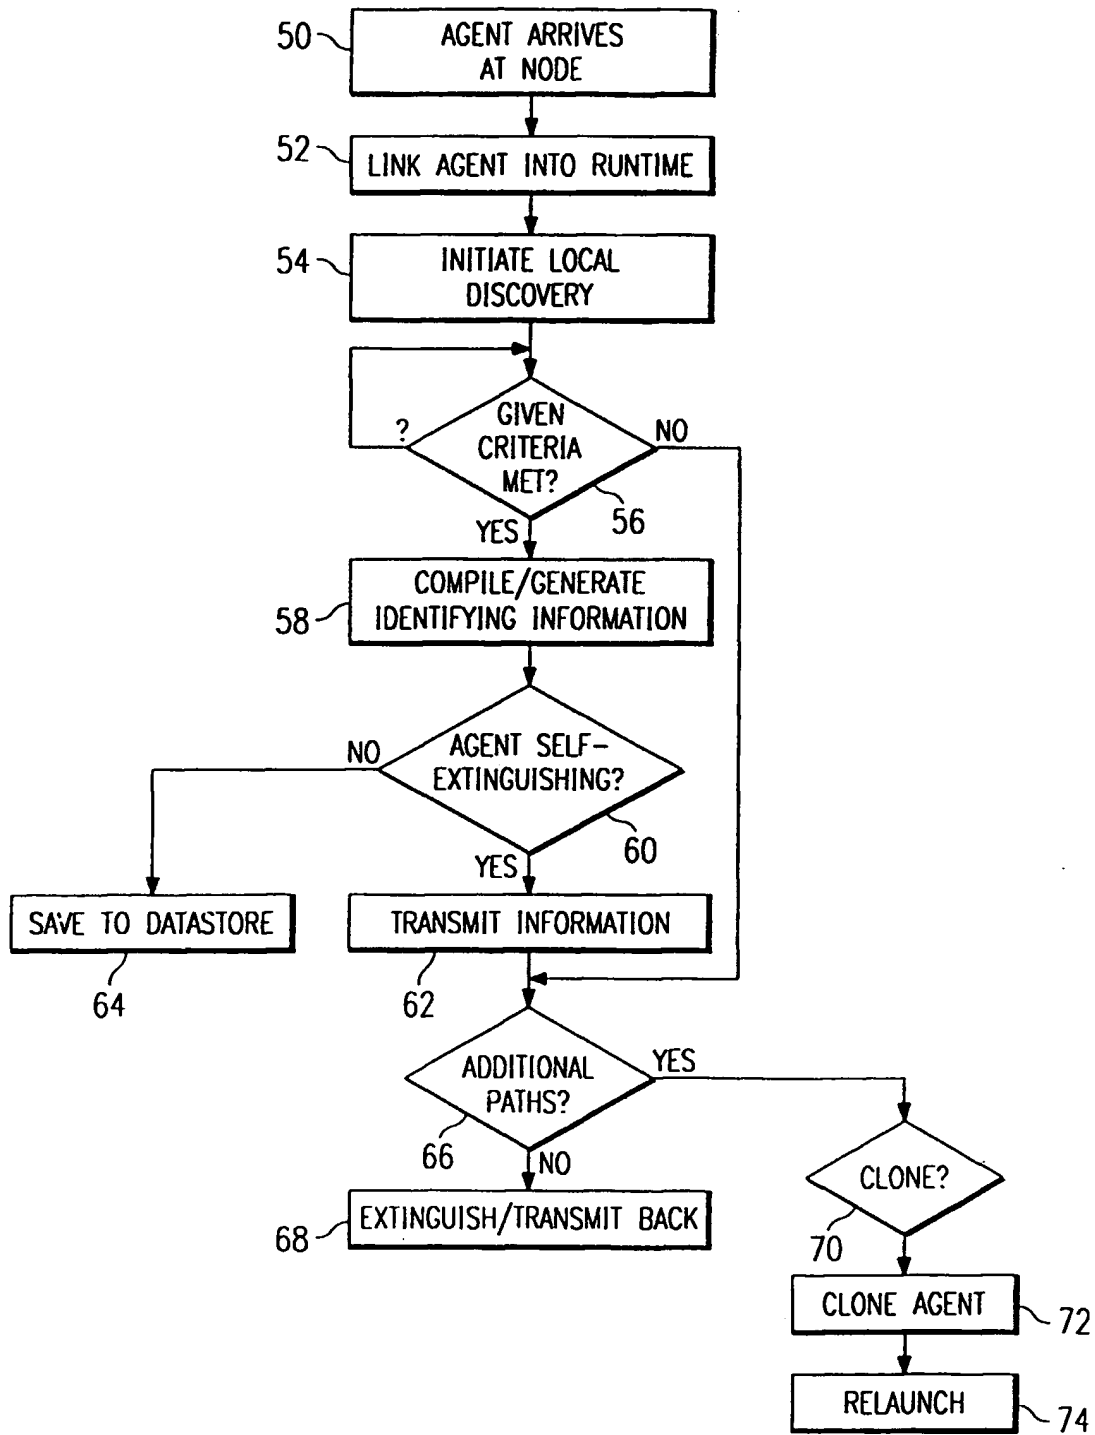 50
AGENT ARRIVES
AT NODE
52
LINK AGENT INTO RUNTIME
54
INITIATE LOCAL
DISCOVERY
?
GIVEN
CRITERIA
MET?
NO
56
YES
58
COMPILE/GENERATE
IDENTIFYING INFORMATION
NO
AGENT SELF-
EXTINGUISHING?
60
YES
SAVE TO DATASTORE
64
TRANSMIT INFORMATION
62
ADDITIONAL
PATHS?
YES
66
NO
68
EXTINGUISH/TRANSMIT BACK
CLONE?
70
CLONE AGENT
72
RELAUNCH
74